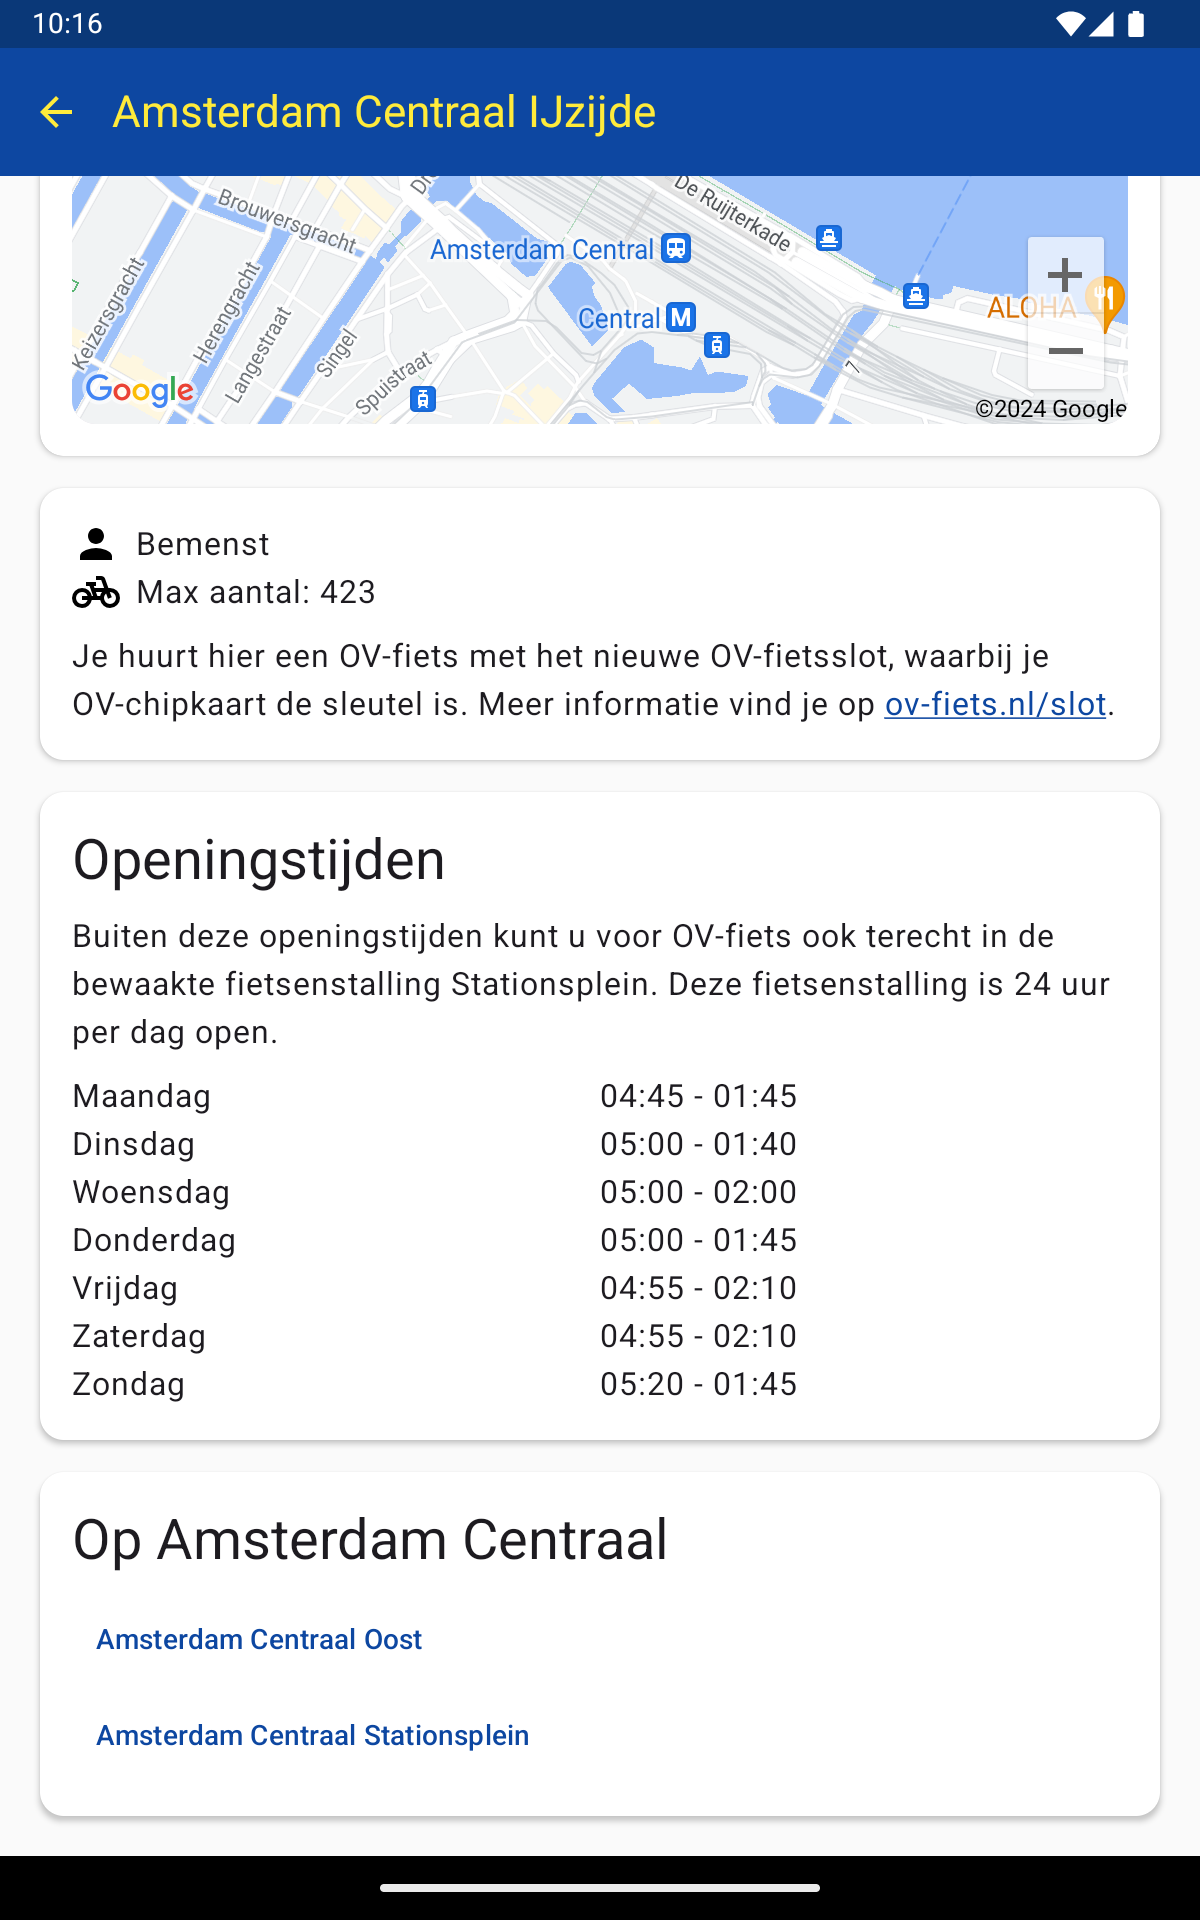 10:16
Amsterdam Centraal IJzijde
De Ruijterkade
Brouwersgracht
Amsterdam Central
Keizersgracht
Herengracht
Langestraat
Singel
Spuistraat
Central M
ALOHA
Google
©2024 Google
Bemenst
Max aantal: 423
Je huurt hier een OV-fiets met het nieuwe OV-fietsslot, waarbij je
OV-chipkaart de sleutel is. Meer informatie vind je op ov-fiets.nl/slot.
Openingstijden
Buiten deze openingstijden kunt u voor OV-fiets ook terecht in de
bewaakte fietsenstalling Stationsplein. Deze fietsenstalling is 24 uur
per dag open.
Maandag 04:45 - 01:45
Dinsdag 05:00 - 01:40
Woensdag 05:00 - 02:00
Donderdag 05:00 - 01:45
Vrijdag 04:55 - 02:10
Zaterdag 04:55 - 02:10
Zondag 05:20 - 01:45
Op Amsterdam Centraal
Amsterdam Centraal Oost
Amsterdam Centraal Stationsplein